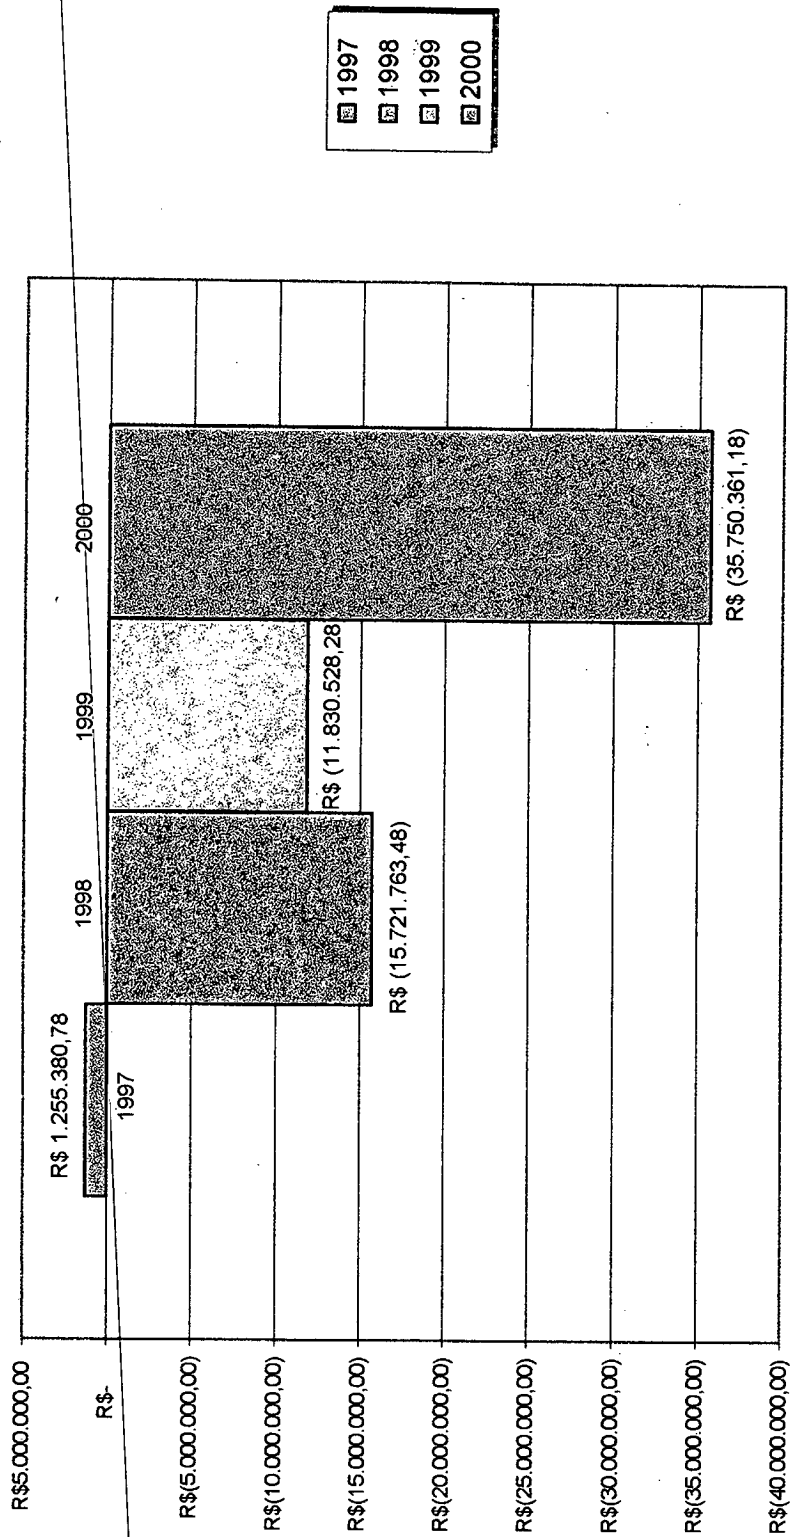 R$5.000.000,00
R$-
R$(5.000.000,00)
R$(10.000.000,00)
R$(15.000.000,00)
R$(20.000.000,00)
R$(25.000.000,00)
R$(30.000.000,00)
R$(35.000.000,00)
R$(40.000.000,00)
R$ 1.255.380,78
1997
1998
R$ (15.721.763,48)
1999
R$ (11.830.528,28
2000
R$ (35.750.361,18)
1997
1998
1999
2000